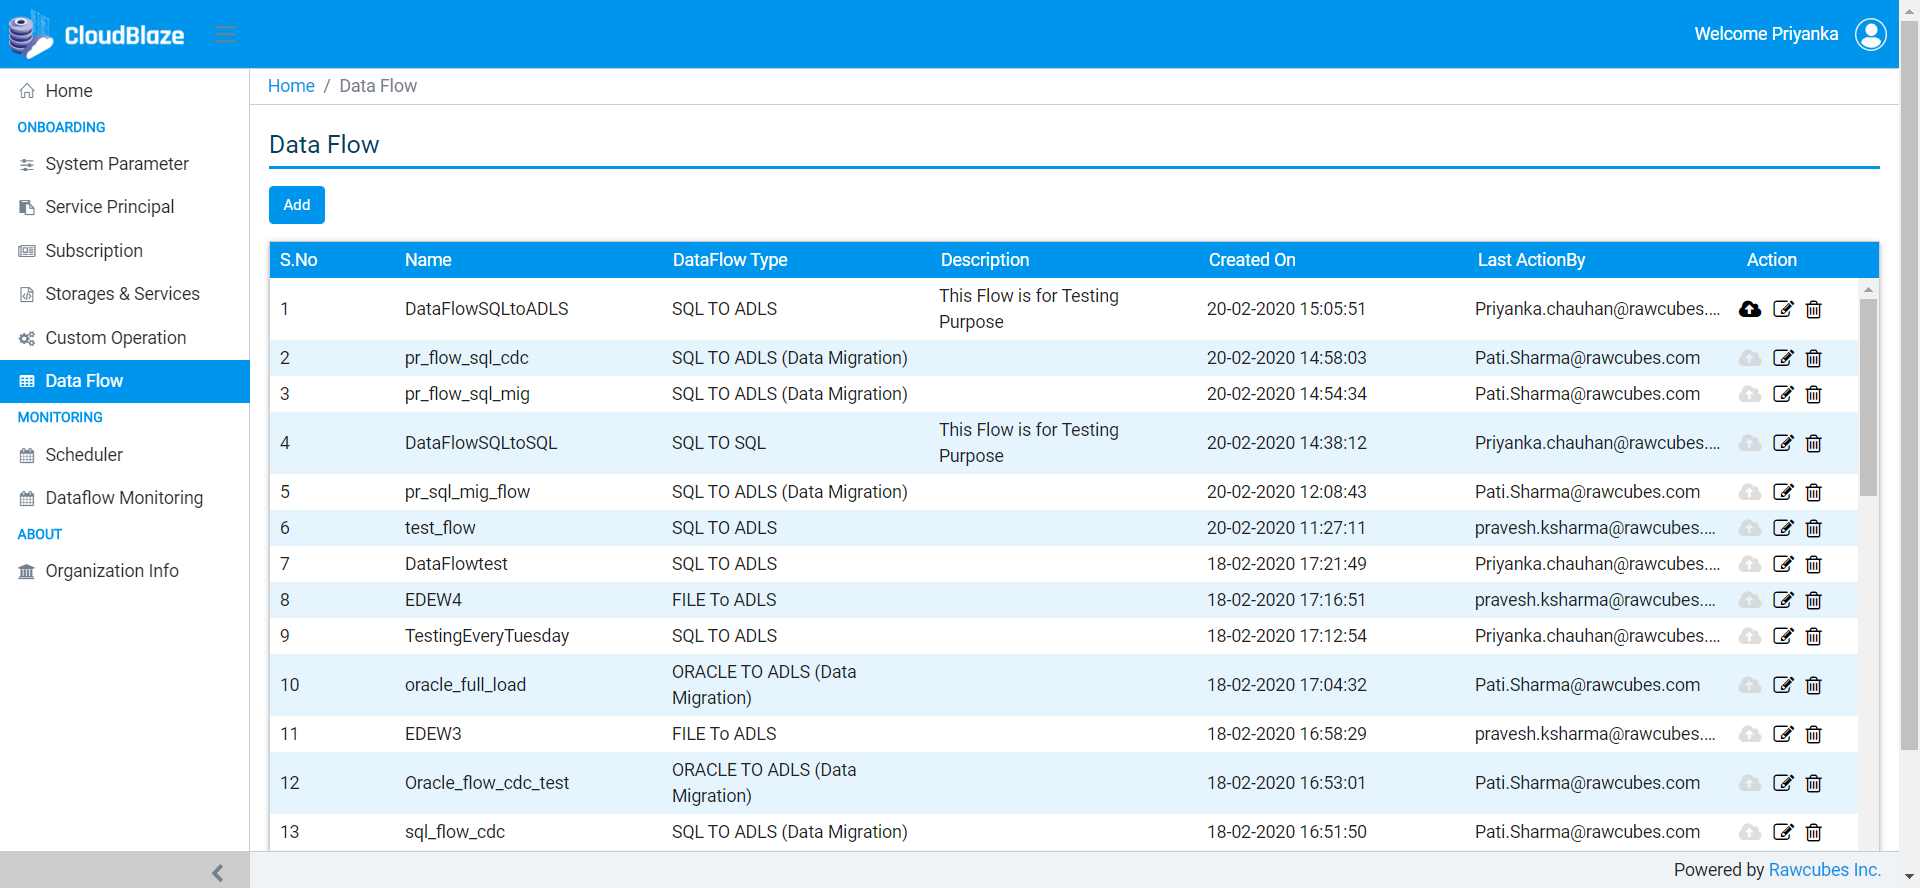 CloudBlaze
Welcome Priyanka
Home
ONBOARDING
System Parameter
Service Principal
Subscription
Storages & Services
Custom Operation
Data Flow
MONITORING
Scheduler
Dataflow Monitoring
ABOUT
Organization Info
Home / Data Flow
Data Flow
Add
S.No Name DataFlow Type Description Created On Last ActionBy Action
1 DataFlowSQLtoADLS SQL TO ADLS This Flow is for Testing
Purpose 20-02-2020 15:05:51 Priyanka.chauhan@rawcubes....
2 pr_flow_sql_cdc SQL TO ADLS (Data Migration) 20-02-2020 14:58:03 Pati.Sharma@rawcubes.com
3 pr_flow_sql_mig SQL TO ADLS (Data Migration) 20-02-2020 14:54:34 Pati.Sharma@rawcubes.com
4 DataFlowSQLtoSQL SQL TO SQL This Flow is for Testing
Purpose 20-02-2020 14:38:12 Priyanka.chauhan@rawcubes....
5 pr_sql_mig_flow SQL TO ADLS (Data Migration) 20-02-2020 12:08:43 Pati.Sharma@rawcubes.com
6 test_flow SQL TO ADLS 20-02-2020 11:27:11 pravesh.ksharma@rawcubes....
7 DataFlowtest SQL TO ADLS 18-02-2020 17:21:49 Priyanka.chauhan@rawcubes....
8 EDEW4 FILE To ADLS 18-02-2020 17:16:51 pravesh.ksharma@rawcubes....
9 TestingEveryTuesday SQL TO ADLS 18-02-2020 17:12:54 Priyanka.chauhan@rawcubes....
10 oracle_full_load ORACLE TO ADLS (Data
Migration) 18-02-2020 17:04:32 Pati.Sharma@rawcubes.com
11 EDEW3 FILE To ADLS 18-02-2020 16:58:29 pravesh.ksharma@rawcubes....
12 Oracle_flow_cdc_test ORACLE TO ADLS (Data
Migration) 18-02-2020 16:53:01 Pati.Sharma@rawcubes.com
13 sql_flow_cdc SQL TO ADLS (Data Migration) 18-02-2020 16:51:50 Pati.Sharma@rawcubes.com
Powered by Rawcubes Inc.